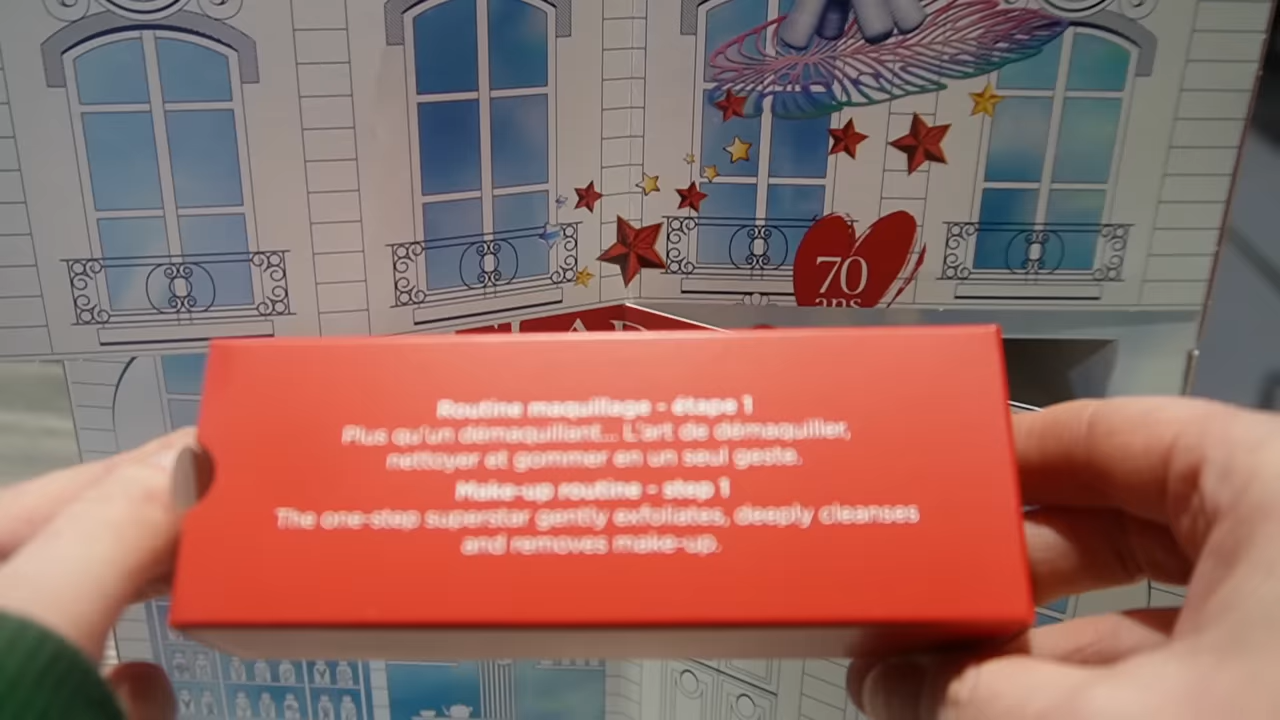 70
ans
Routine maquillage - étape 1
Plus qu'un démaquillant... L'art de démaquiller,
nettoyer et gommer en un seul geste.
Make-up routine - step 1
The one-step superstar gently exfoliates, deeply cleanses
and removes make-up.